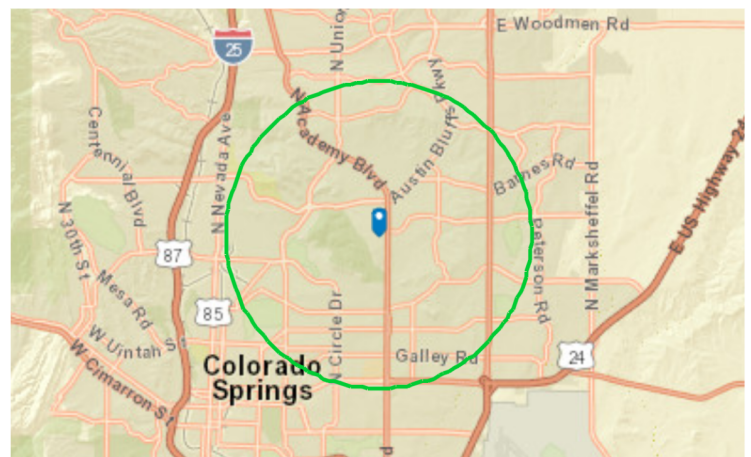 E Woodmen Rd
25
N Union
N Academy Blvd
Austin Bluffs Pkwy
Centennial Blvd
N Nevada Ave
Barnes Rd
E US Highway 24
N 30th St
87
Peterson Rd
N Marksheffel Rd
Mesa Rd
85
N Circle Dr
W Uintah S
Galley Rd
24
Colorado
Springs
W Cimarron St